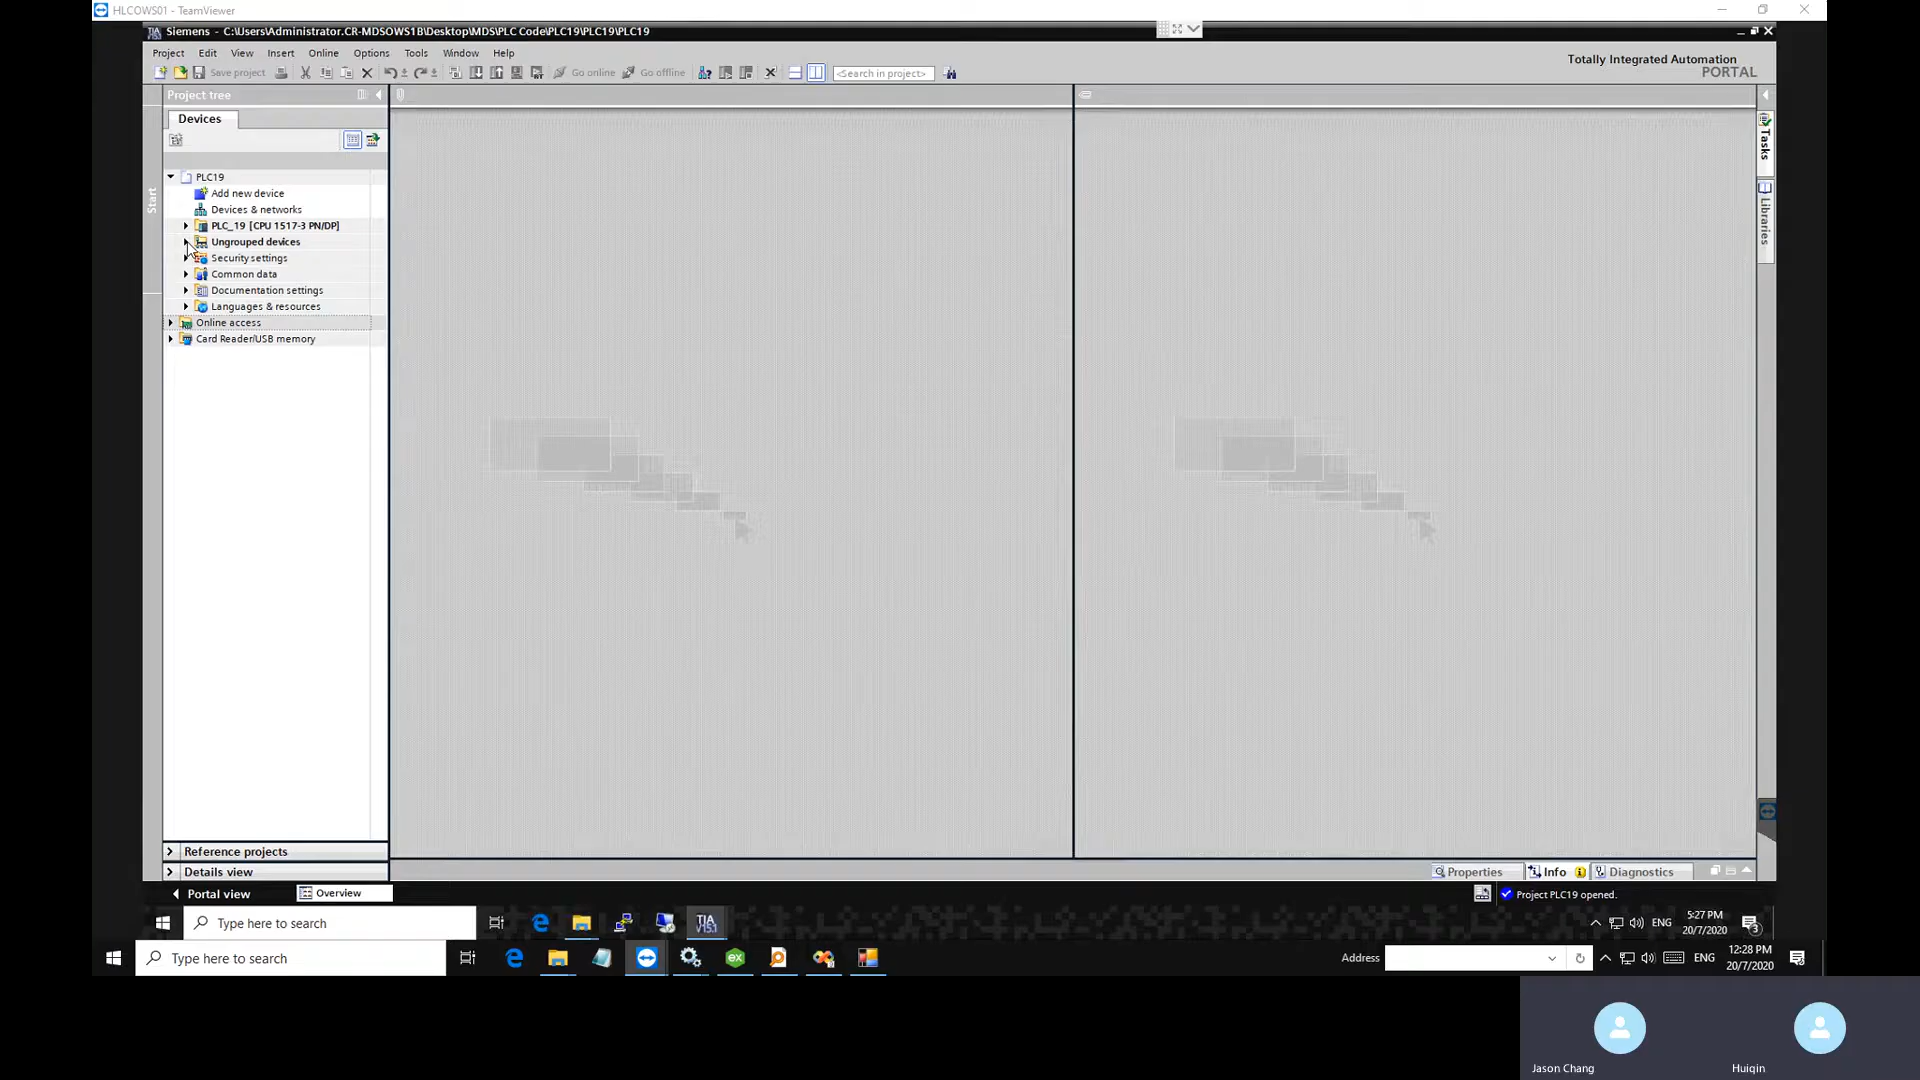 HLCOWS01 - TeamViewer
Siemens - C:\Users\Administrator.CR-MDSOWS1B\Desktop\MDS\PLC Code\PLC19\PLC19\PLC19
Project Edit View Insert Online Options Tools Window Help
Totally Integrated Automation
PORTAL
Save project Go online Go offline <Search in project>
Project tree
Devices
PLC19
Add new device
Devices & networks
PLC_19 [CPU 1517-3 PN/DP]
Ungrouped devices
Security settings
Common data
Documentation settings
Languages & resources
Online access
Card Reader/USB memory
Start
Tasks
Libraries
Reference projects
Details view
Properties Info Diagnostics
Portal view Overview
Project PLC19 opened.
Type here to search
TIA V15.1
ENG
5:27 PM
20/7/2020
3
Type here to search
ex
Address
ENG
12:28 PM
20/7/2020
Jason Chang
Huiqin